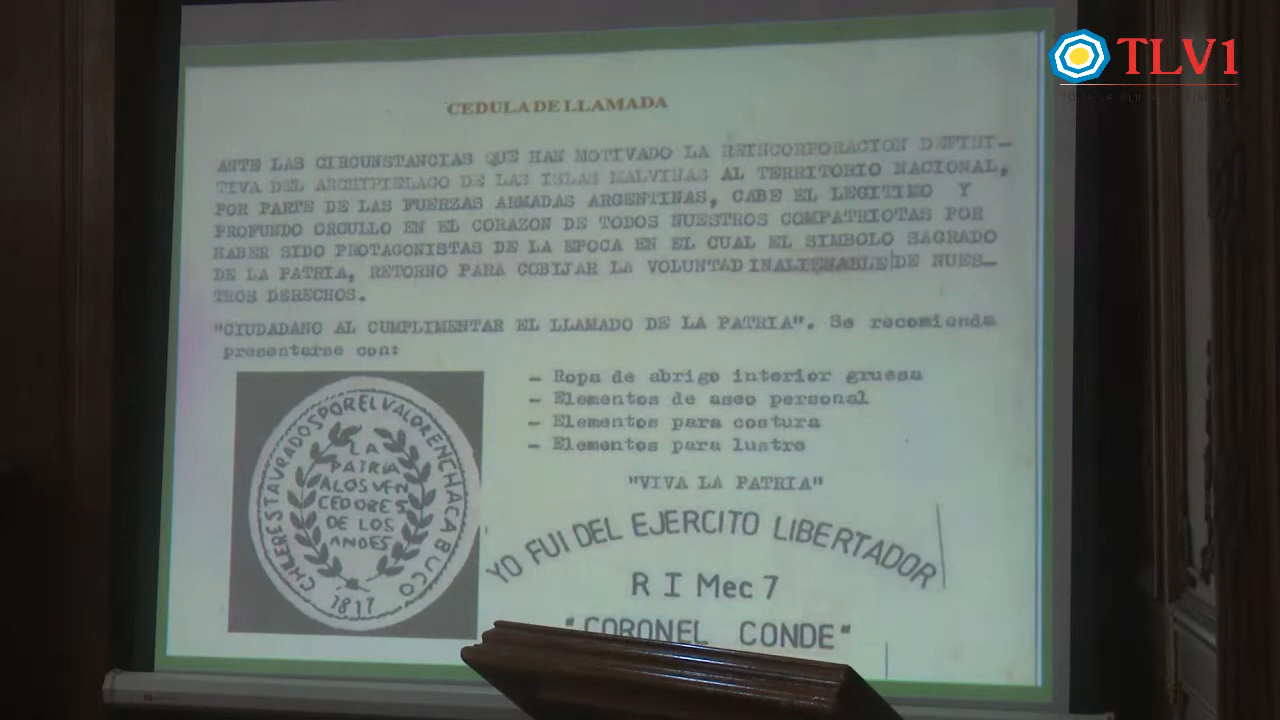 TLV1
CEDULA DE LLAMADA
ANTE LAS CIRCUNSTANCIAS QUE HAN MOTIVADO LA REINCORPORACION DEFINI-
TIVA DEL ARCHIPIELAGO DE LAS ISLAS MALVINAS AL TERRITORIO NACIONAL,
POR PARTE DE LAS FUERZAS ARMADAS ARGENTINAS, CABE EL LEGITIMO Y
PROFUNDO ORGULLO EN EL CORAZON DE TODOS NUESTROS COMPATRIOTAS POR
HABER SIDO PROTAGONISTAS DE LA EPOCA EN EL CUAL EL SIMBOLO SAGRADO
DE LA PATRIA, RETORNO PARA COBIJAR LA VOLUNTAD INALIENABLE DE NUES-
TROS DERECHOS.
"CIUDADANO AL CUMPLIMENTAR EL LLAMADO DE LA PATRIA". Se recomienda
presentarse con:
- Ropa de abrigo interior gruesa
- Elementos de aseo personal
- Elementos para costura
- Elementos para lustre
"VIVA LA PATRIA"
CHILE RESTAVRADOS POR EL VALOR EN CHACABUCO
LA
PATRIA
A LOS VEN
CEDORES
DE LOS
ANDES
1817
YO FUI DEL EJERCITO LIBERTADOR
R I Mec 7
"CORONEL CONDE"